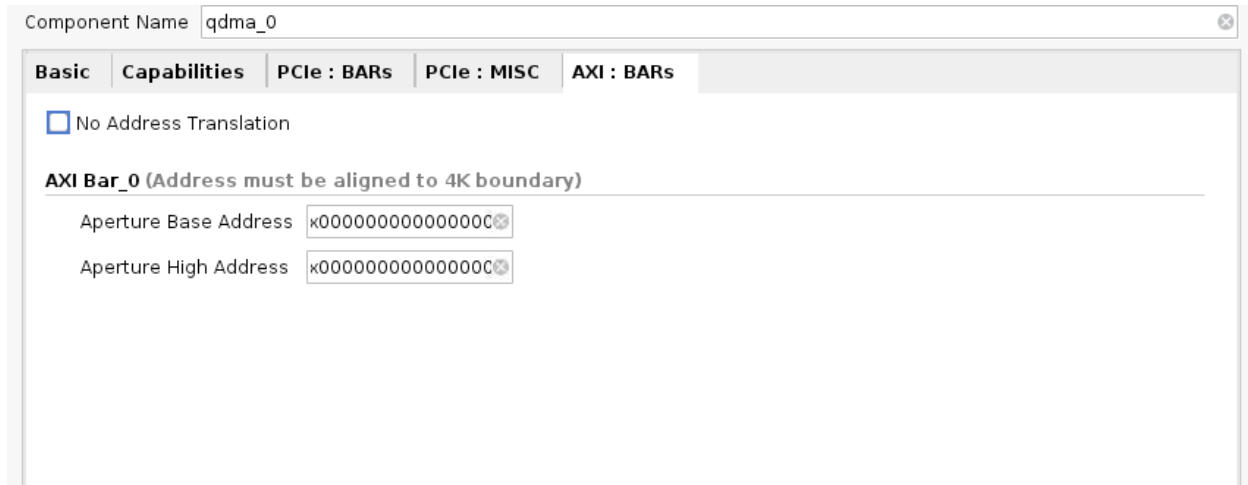 Component Name qdma_0
Basic Capabilities PCIe : BARs PCIe : MISC AXI : BARs
No Address Translation
AXI Bar_0 (Address must be aligned to 4K boundary)
Aperture Base Address x000000000000000
Aperture High Address x000000000000000